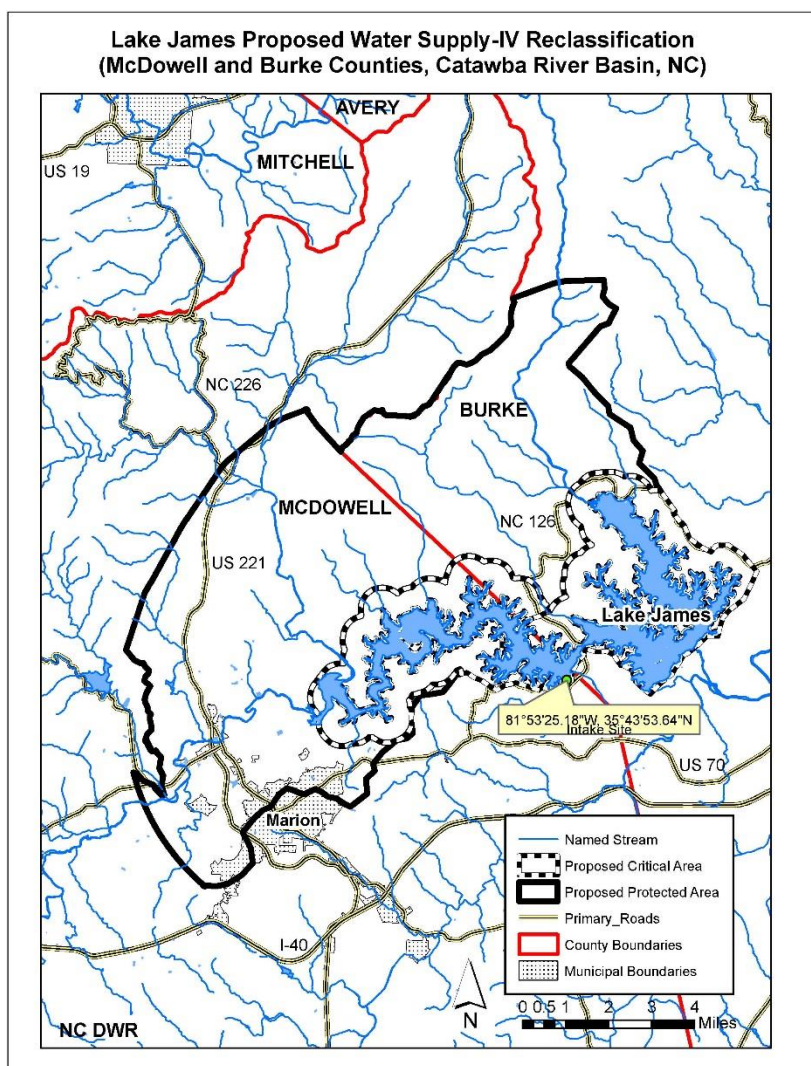 Lake James Proposed Water Supply-IV Reclassification
(McDowell and Burke Counties, Catawba River Basin, NC)
AVERY
MITCHELL
US 19
NC 226
BURKE
MCDOWELL
NC 126
US 221
Lake James
81°53'25.18"W, 35°43'53.64"N
Intake Site
US 70
Marion
I-40
Named Stream
Proposed Critical Area
Proposed Protected Area
Primary_Roads
County Boundaries
Municipal Boundaries
N
0 0.5 1 2 3 4
Miles
NC DWR